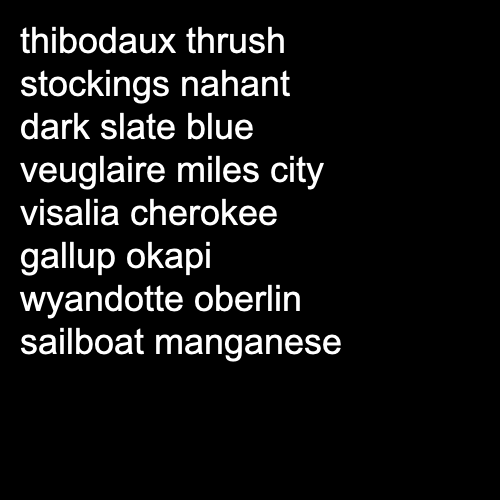 thibodaux thrush
stockings nahant
dark slate blue
veuglaire miles city
visalia cherokee
gallup okapi
wyandotte oberlin
sailboat manganese